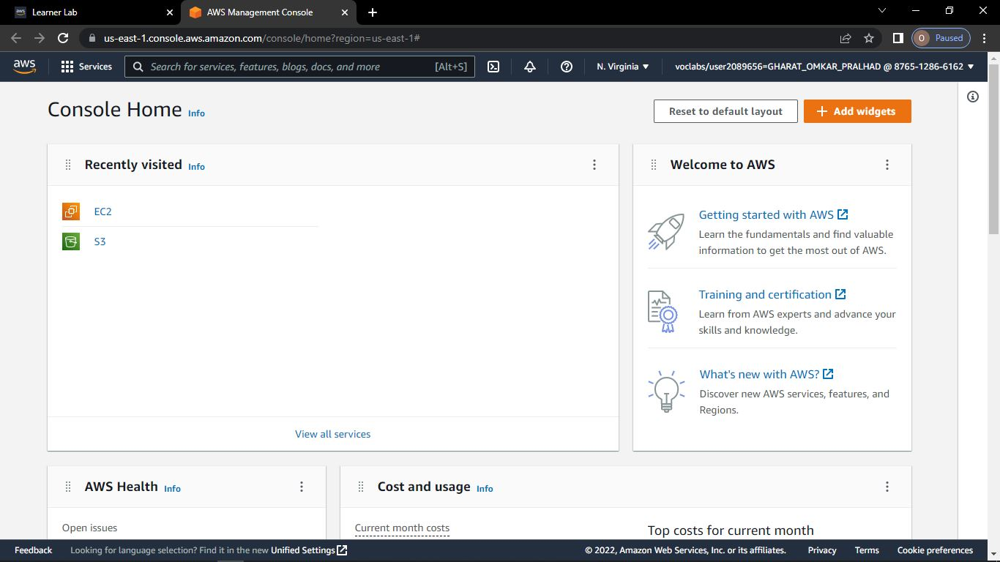 Learner Lab
AWS Management Console
us-east-1.console.aws.amazon.com/console/home?region=us-east-1#
O Paused
aws
Services
Search for services, features, blogs, docs, and more [Alt+S]
N. Virginia
voclabs/user2089656=GHARAT_OMKAR_PRALHAD @ 8765-1286-6162
Console Home Info
Reset to default layout
Add widgets
Recently visited Info
EC2
S3
View all services
Welcome to AWS
Getting started with AWS
Learn the fundamentals and find valuable
information to get the most out of AWS.
Training and certification
Learn from AWS experts and advance your
skills and knowledge.
What's new with AWS?
Discover new AWS services, features, and
Regions.
AWS Health Info
Open issues
Cost and usage Info
Current month costs
Top costs for current month
Feedback
Looking for language selection? Find it in the new Unified Settings
© 2022, Amazon Web Services, Inc. or its affiliates.
Privacy
Terms
Cookie preferences